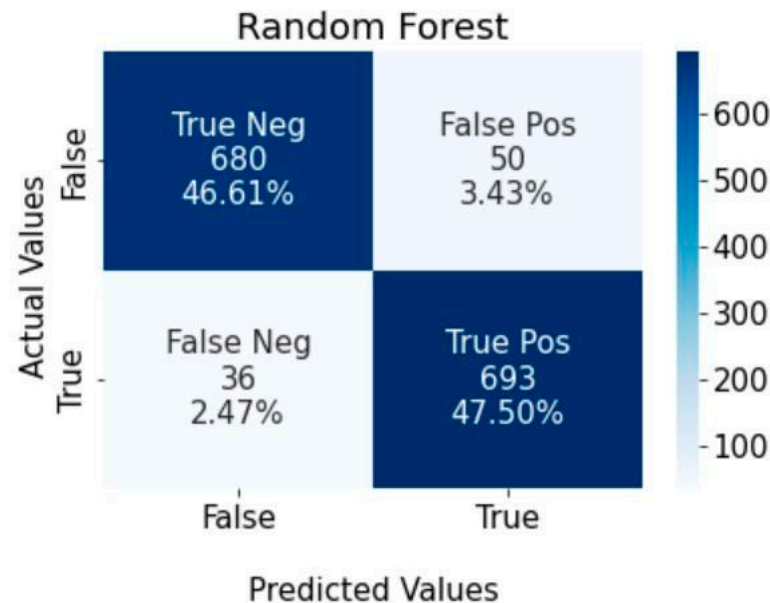 Random Forest
True Neg
680
46.61%
False Pos
50
3.43%
False Neg
36
2.47%
True Pos
693
47.50%
Actual Values
False
True
False
True
Predicted Values
600
500
400
300
200
100